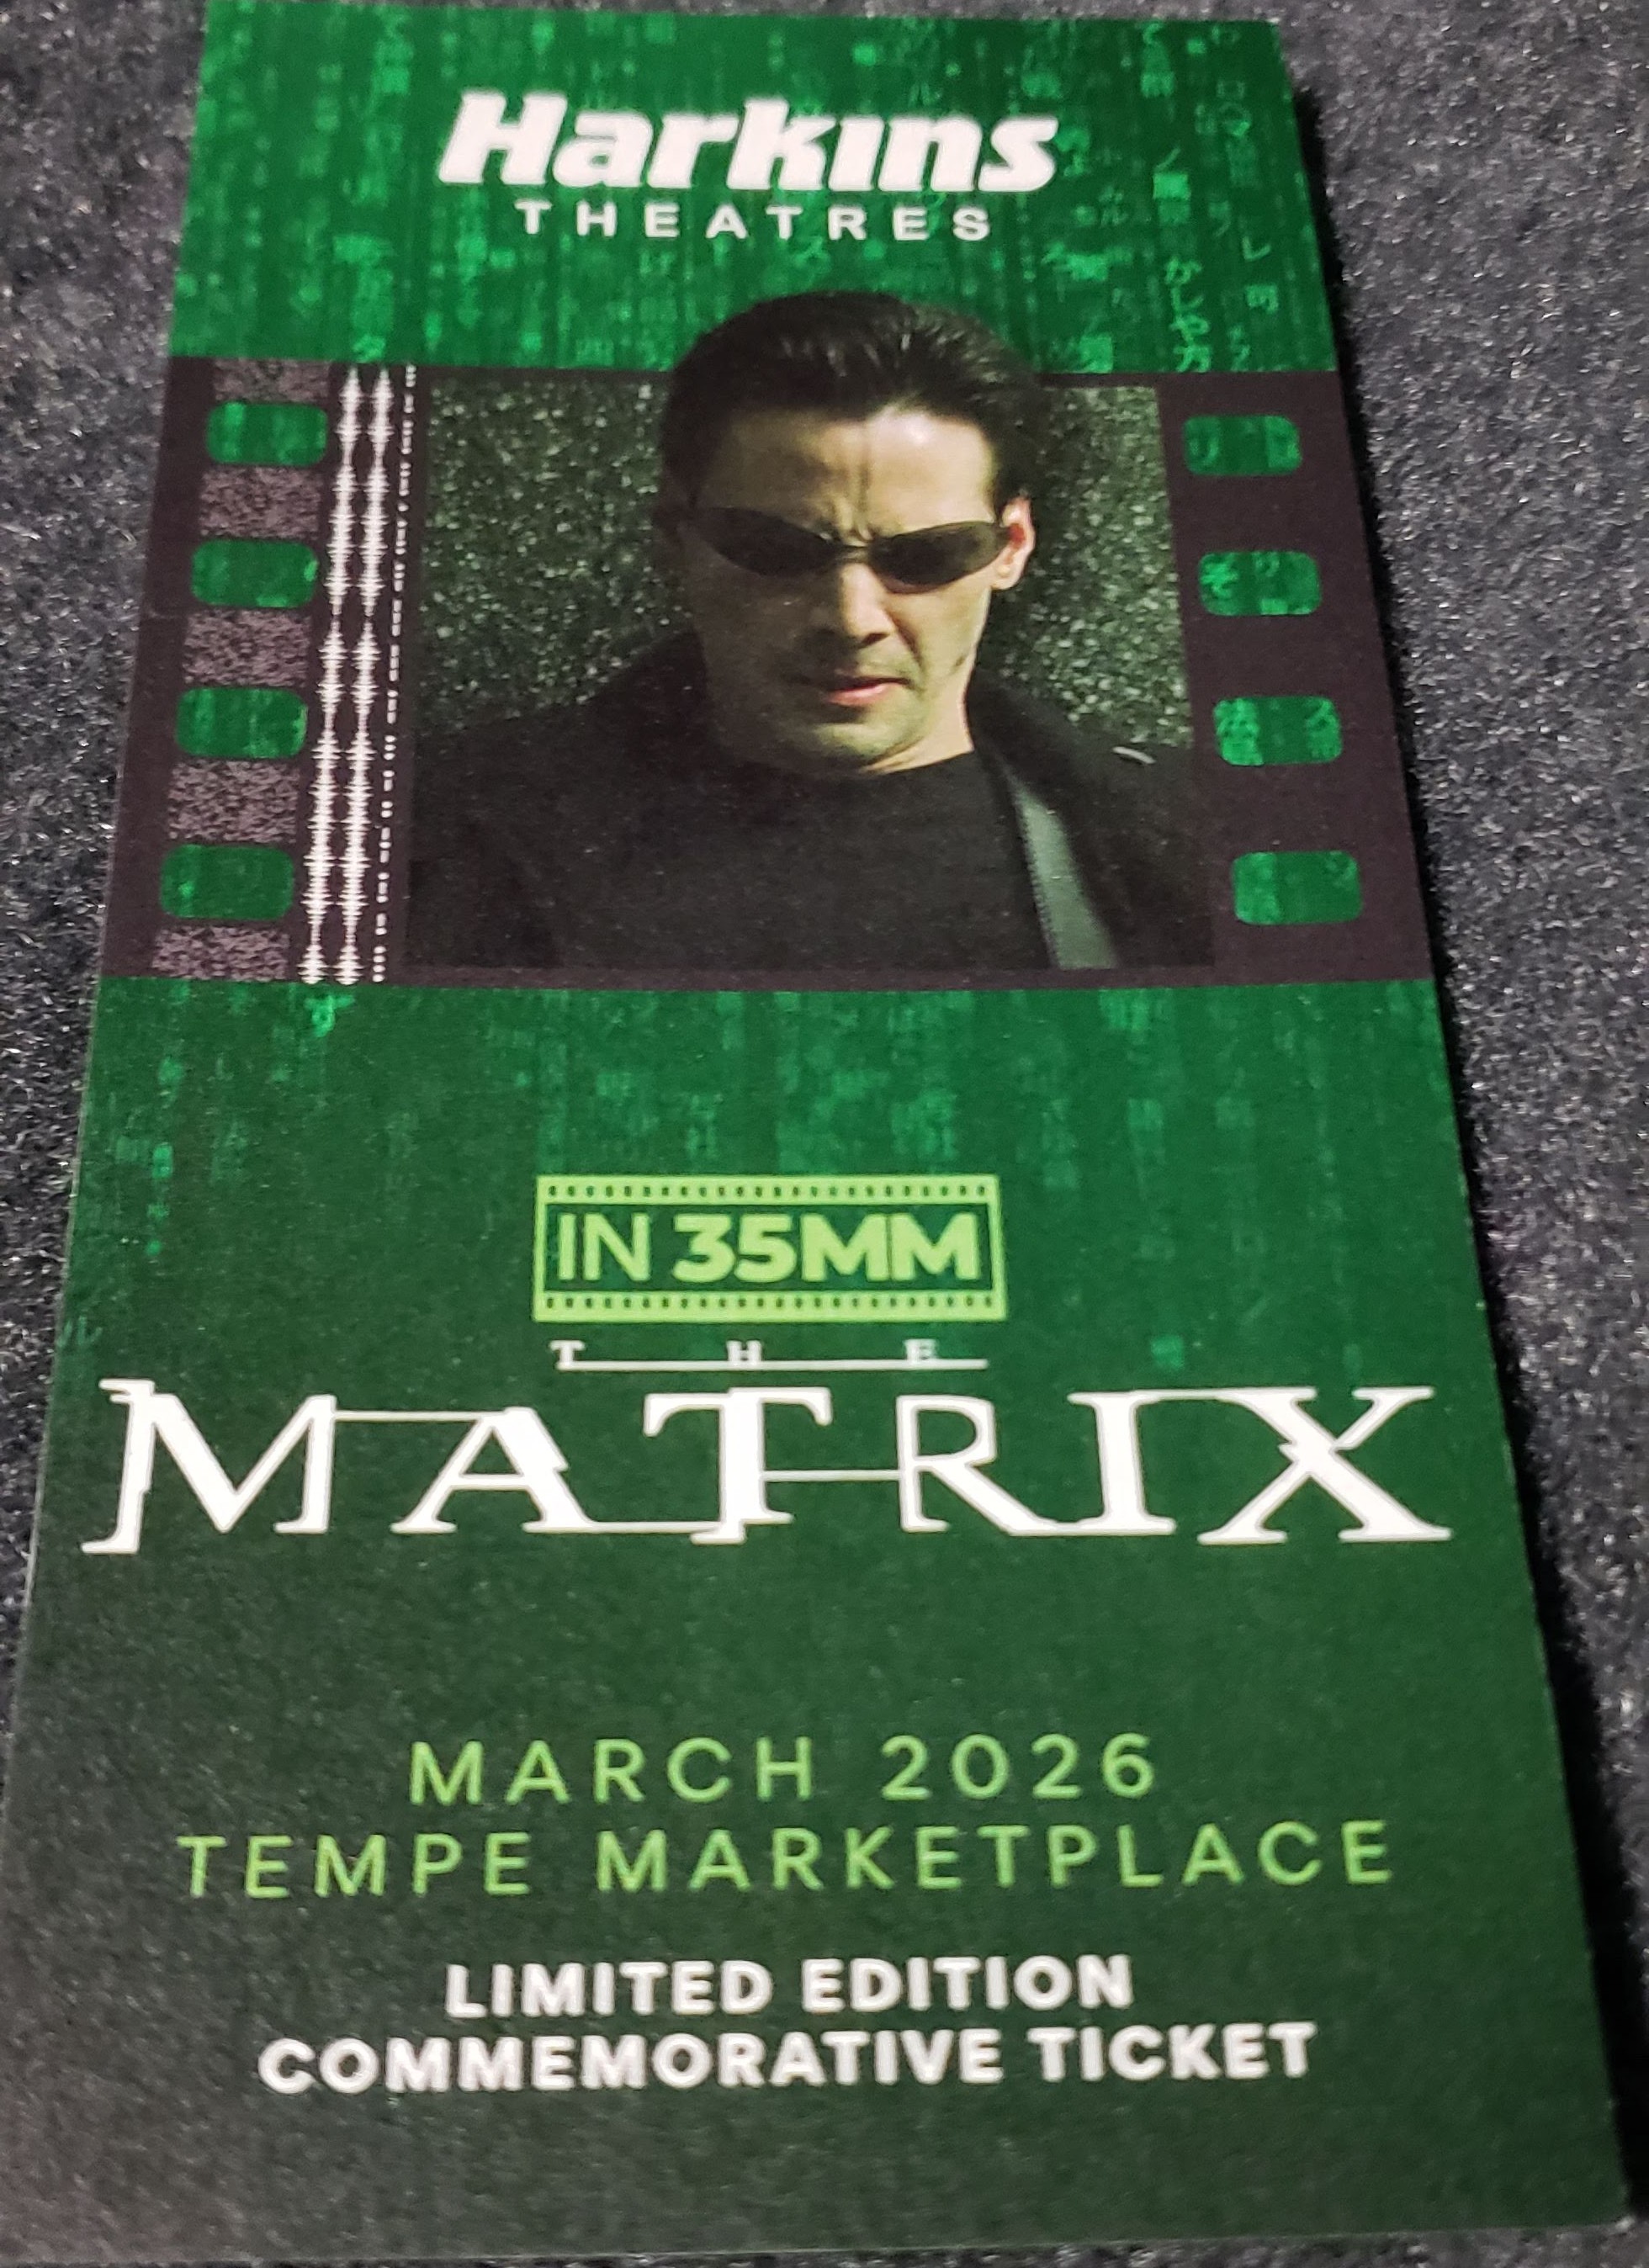 Harkins
THEATRES
IN 35MM
THE
MATRIX
MARCH 2026
TEMPE MARKETPLACE
LIMITED EDITION
COMMEMORATIVE TICKET